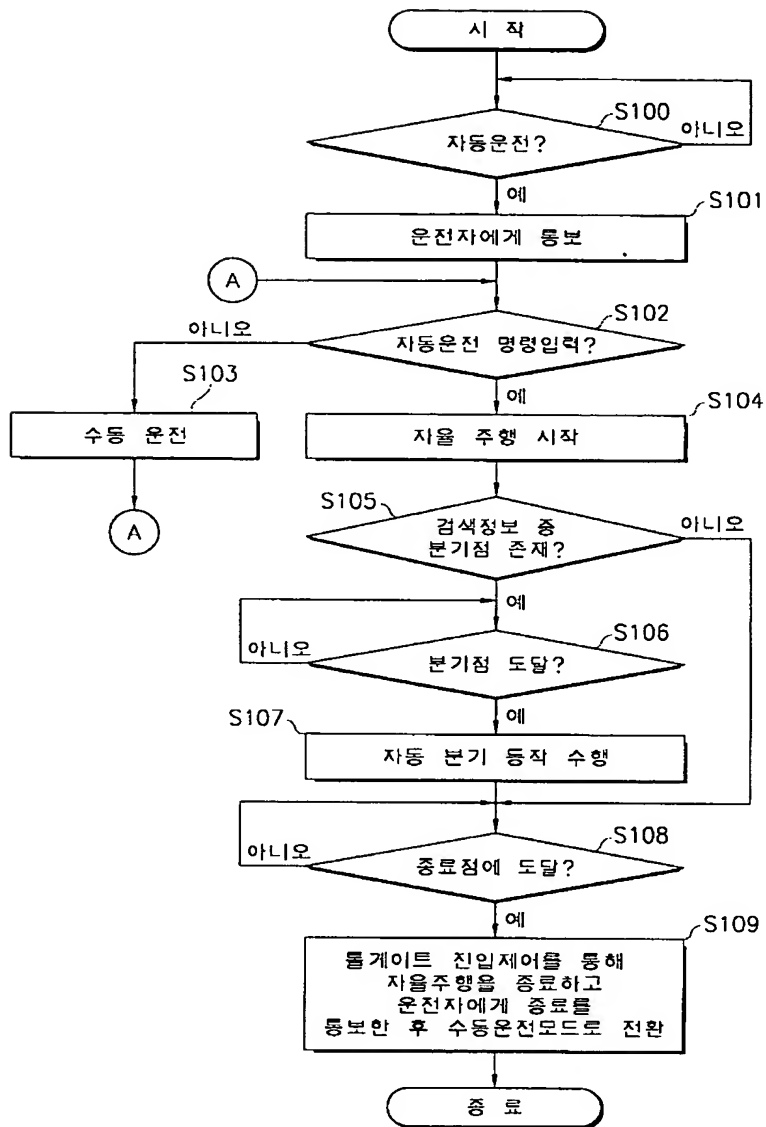 시 작
S100
자동운전?
아니오
예
S101
운전자에게 통보
A
S102
아니오
자동운전 명령입력?
S103
예
S104
수동 운전
자율 주행 시작
A
S105
검색정보 중
분기점 존재?
아니오
예
S106
아니오
분기점 도달?
S107
예
자동 분기 동작 수행
S108
아니오
종료점에 도달?
예
S109
톨게이트 진입제어를 통해
자율주행을 종료하고
운전자에게 종료를
통보한 후 수동운전모드로 전환
종 료